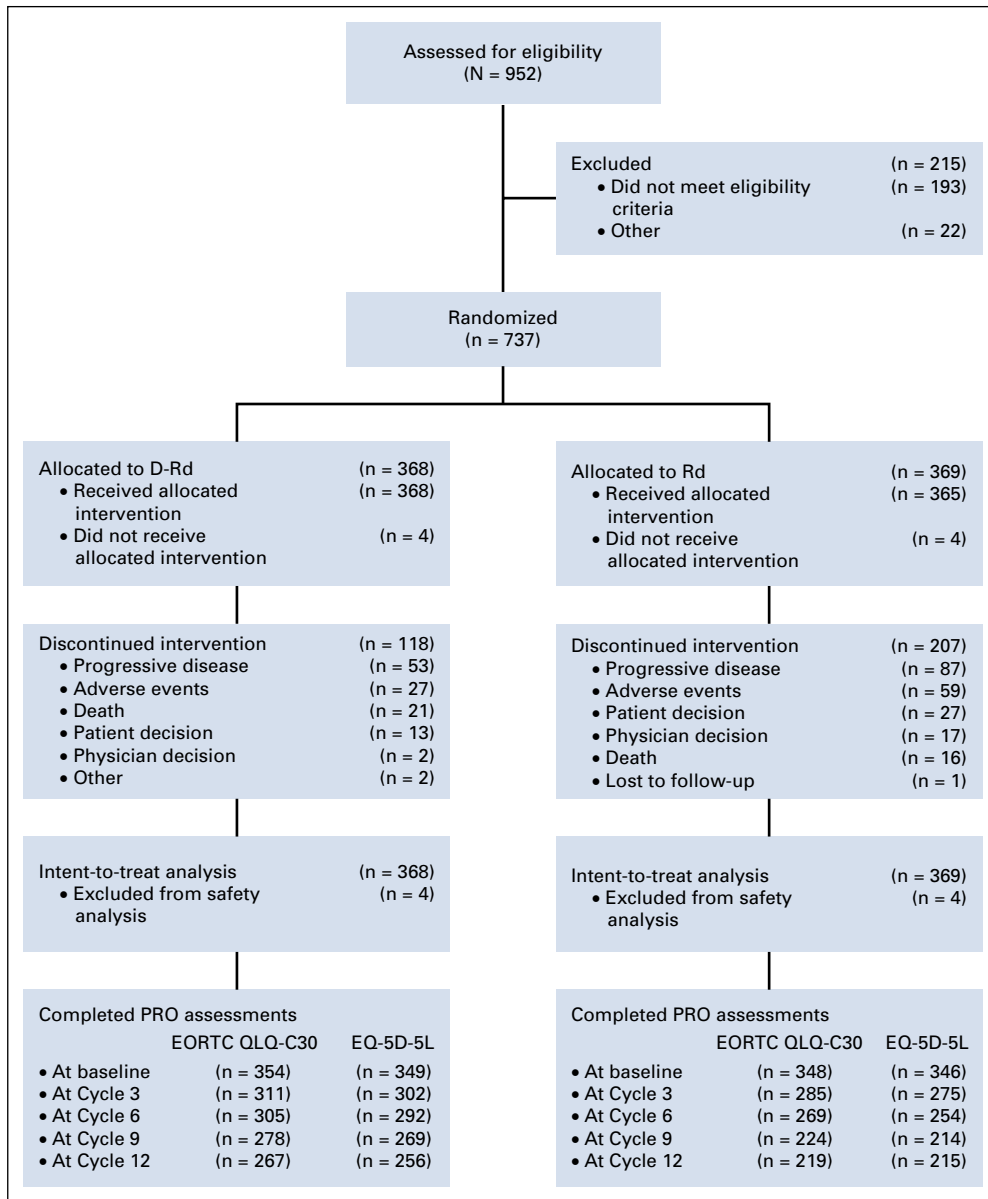 Assessed for eligibility
(N = 952)
Excluded (n = 215)
• Did not meet eligibility (n = 193)
criteria
• Other (n = 22)
Randomized
(n = 737)
Allocated to D-Rd (n = 368)
• Received allocated (n = 368)
intervention
• Did not receive (n = 4)
allocated intervention
Allocated to Rd (n = 369)
• Received allocated (n = 365)
intervention
• Did not receive (n = 4)
allocated intervention
Discontinued intervention (n = 118)
• Progressive disease (n = 53)
• Adverse events (n = 27)
• Death (n = 21)
• Patient decision (n = 13)
• Physician decision (n = 2)
• Other (n = 2)
Discontinued intervention (n = 207)
• Progressive disease (n = 87)
• Adverse events (n = 59)
• Patient decision (n = 27)
• Physician decision (n = 17)
• Death (n = 16)
• Lost to follow-up (n = 1)
Intent-to-treat analysis (n = 368)
• Excluded from safety (n = 4)
analysis
Intent-to-treat analysis (n = 369)
• Excluded from safety (n = 4)
analysis
Completed PRO assessments
EORTC QLQ-C30 EQ-5D-5L
• At baseline (n = 354) (n = 349)
• At Cycle 3 (n = 311) (n = 302)
• At Cycle 6 (n = 305) (n = 292)
• At Cycle 9 (n = 278) (n = 269)
• At Cycle 12 (n = 267) (n = 256)
Completed PRO assessments
EORTC QLQ-C30 EQ-5D-5L
• At baseline (n = 348) (n = 346)
• At Cycle 3 (n = 285) (n = 275)
• At Cycle 6 (n = 269) (n = 254)
• At Cycle 9 (n = 224) (n = 214)
• At Cycle 12 (n = 219) (n = 215)